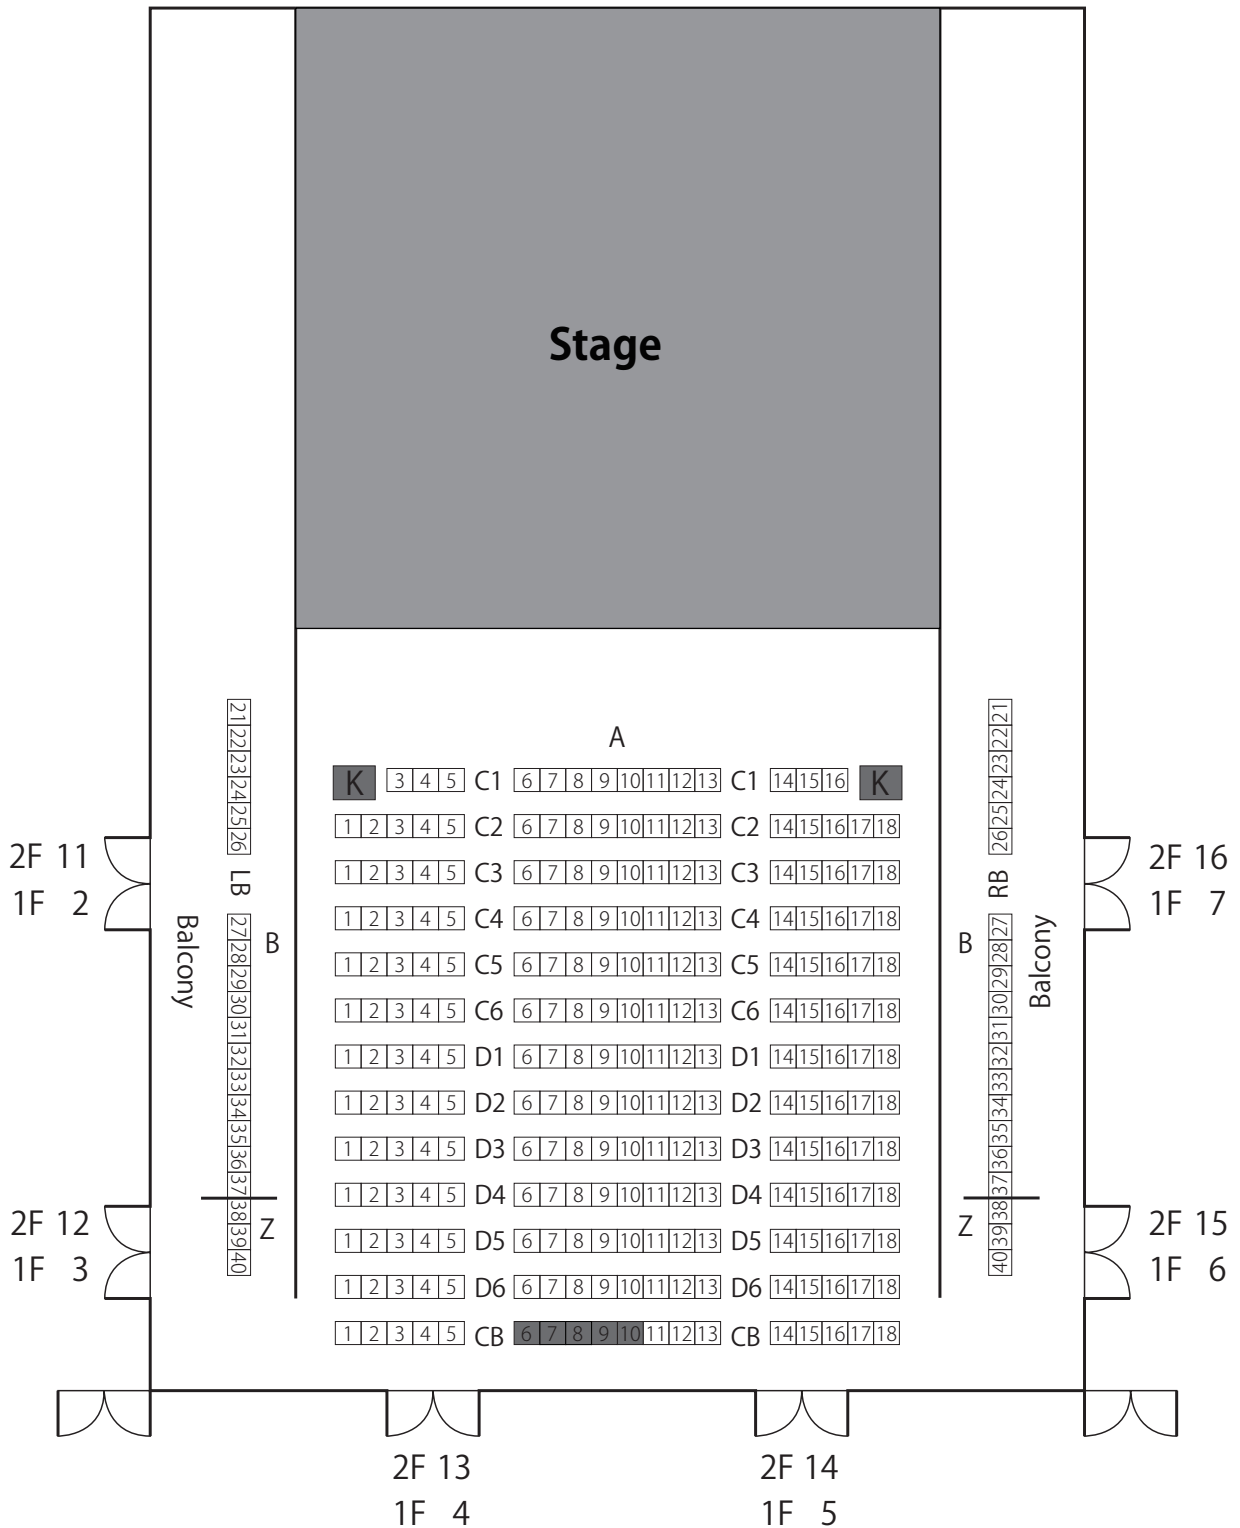 Stage
A
K 3 4 5 C1 6 7 8 9 10 11 12 13 C1 14 15 16 K
1 2 3 4 5 C2 6 7 8 9 10 11 12 13 C2 14 15 16 17 18
1 2 3 4 5 C3 6 7 8 9 10 11 12 13 C3 14 15 16 17 18
1 2 3 4 5 C4 6 7 8 9 10 11 12 13 C4 14 15 16 17 18
1 2 3 4 5 C5 6 7 8 9 10 11 12 13 C5 14 15 16 17 18
1 2 3 4 5 C6 6 7 8 9 10 11 12 13 C6 14 15 16 17 18
1 2 3 4 5 D1 6 7 8 9 10 11 12 13 D1 14 15 16 17 18
1 2 3 4 5 D2 6 7 8 9 10 11 12 13 D2 14 15 16 17 18
1 2 3 4 5 D3 6 7 8 9 10 11 12 13 D3 14 15 16 17 18
1 2 3 4 5 D4 6 7 8 9 10 11 12 13 D4 14 15 16 17 18
1 2 3 4 5 D5 6 7 8 9 10 11 12 13 D5 14 15 16 17 18
1 2 3 4 5 D6 6 7 8 9 10 11 12 13 D6 14 15 16 17 18
1 2 3 4 5 CB 6 7 8 9 10 11 12 13 CB 14 15 16 17 18
21 22 23 24 25 26 LB 27 28 29 30 31 32 33 34 35 36 37 38 39 40
Balcony
B
Z
40 39 38 37 36 35 34 33 32 31 30 29 28 27 RB 26 25 24 23 22 21
Balcony
B
Z
2F 11
1F 2
2F 12
1F 3
2F 16
1F 7
2F 15
1F 6
2F 13
1F 4
2F 14
1F 5